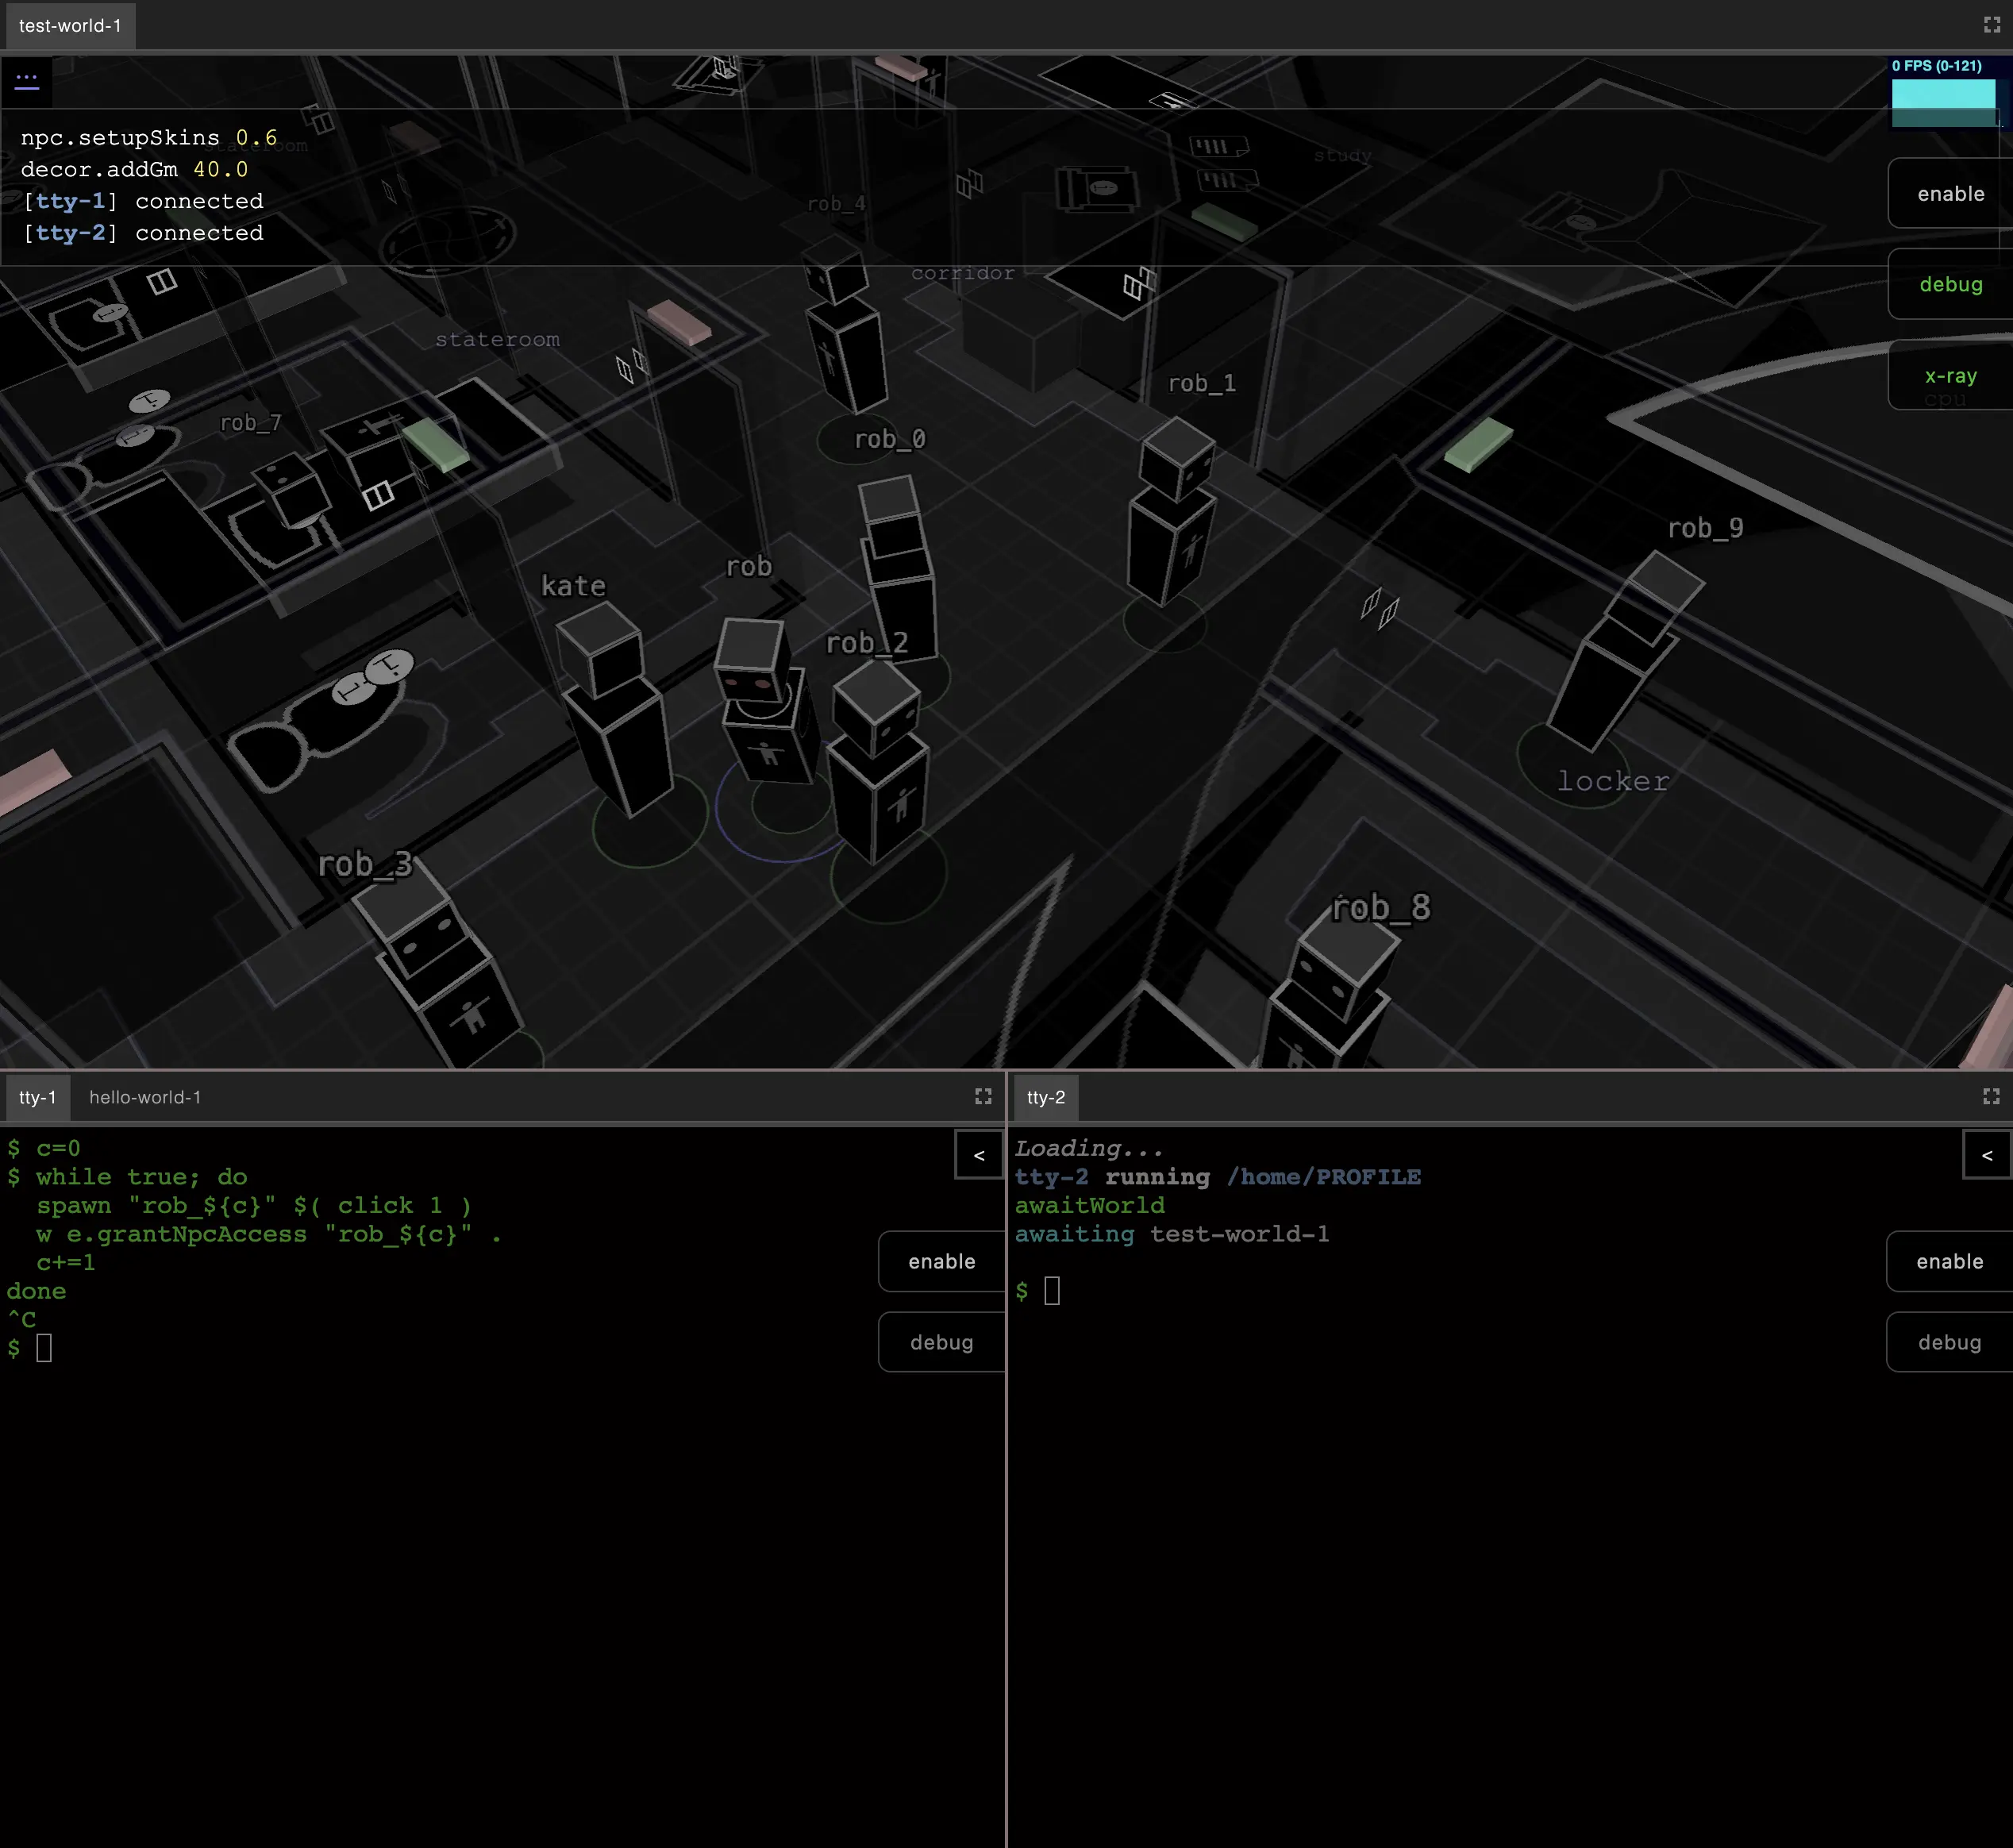 test-world-1
0 FPS (0-121)
...
npc.setupSkins 0.6
decor.addGm 40.0
[tty-1] connected
[tty-2] connected
stateroom
study
enable
debug
x-ray
cpu
rob_4
corridor
stateroom
rob_1
rob_7
rob_0
rob_9
kate
rob
rob_2
locker
rob_3
rob_8
tty-1 hello-world-1
$ c=0
$ while true; do
spawn "rob_${c}" $( click 1 )
w e.grantNpcAccess "rob_${c}" .
c+=1
done
^C
$
<
enable
debug
tty-2
Loading...
tty-2 running /home/PROFILE
awaitWorld
awaiting test-world-1
$
<
enable
debug